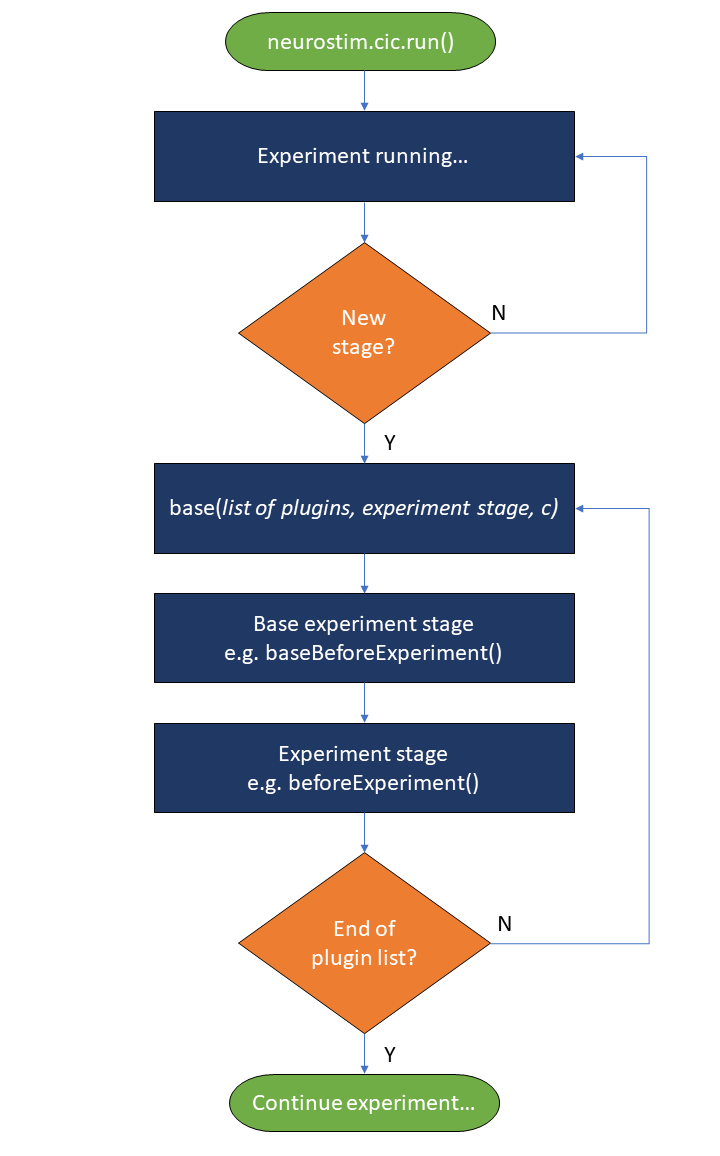 neurostim.cic.run()
Experiment running...
New
stage?
N
Y
base(list of plugins, experiment stage, c)
Base experiment stage
e.g. baseBeforeExperiment()
Experiment stage
e.g. beforeExperiment()
End of
plugin list?
N
Y
Continue experiment...